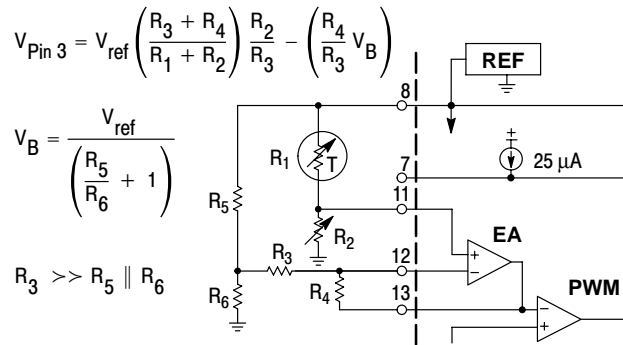 V_Pin 3 = V_ref ( (R_3 + R_4) / (R_1 + R_2) ) R_2 / R_3 − ( R_4 / R_3 V_B )
V_B = V_ref / ( R_5 / R_6 + 1 )
R_3 >> R_5 ∥ R_6
REF
8
R_1
T
7
25 μA
+
11
R_5
R_2
EA
+
R_3
12
−
R_6
R_4
13
PWM
−
+